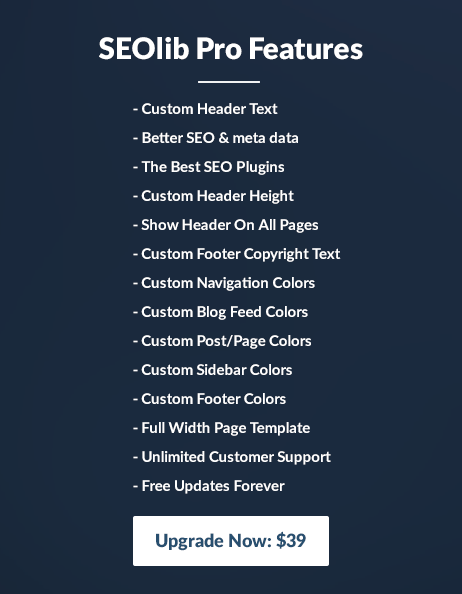 SEOlib Pro Features
- Custom Header Text
- Better SEO & meta data
- The Best SEO Plugins
- Custom Header Height
- Show Header On All Pages
- Custom Footer Copyright Text
- Custom Navigation Colors
- Custom Blog Feed Colors
- Custom Post/Page Colors
- Custom Sidebar Colors
- Custom Footer Colors
- Full Width Page Template
- Unlimited Customer Support
- Free Updates Forever
Upgrade Now: $39